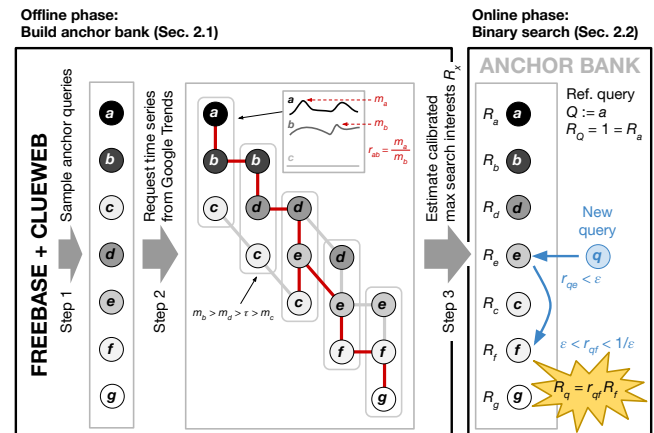 Offline phase:
Build anchor bank (Sec. 2.1)
Online phase:
Binary search (Sec. 2.2)
FREEBASE + CLUEWEB
Step 1
Sample anchor queries
a
b
c
d
e
f
g
Step 2
Request time series
from Google Trends
a
b
c
b
d
c
d
e
c
d
e
f
e
f
g
a
m_a
b
m_b
r_ab = m_a / m_b
c
m_b > m_d > τ > m_c
Step 3
Estimate calibrated
max search interests R_x
ANCHOR BANK
R_a a
R_b b
R_d d
R_e e
R_c c
R_f f
R_g g
Ref. query
Q := a
R_Q = 1 = R_a
New
query
q
r_qe < ε
ε < r_qf < 1/ε
R_q = r_qf R_f